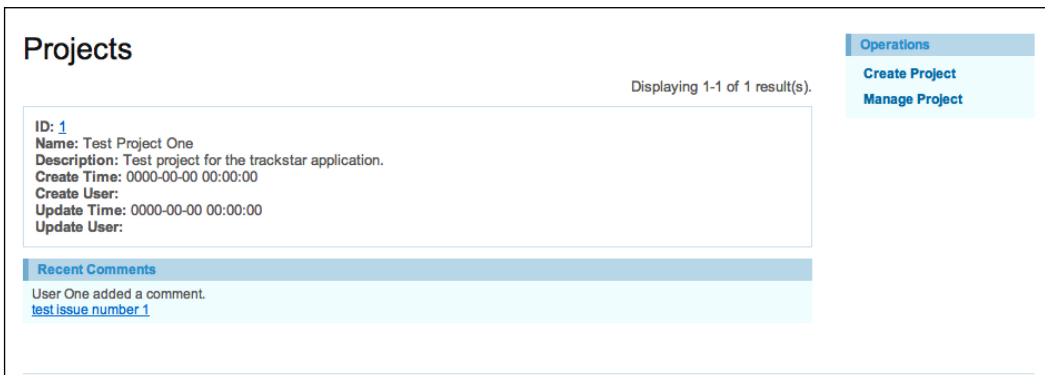 Projects
Displaying 1-1 of 1 result(s).
ID: 1
Name: Test Project One
Description: Test project for the trackstar application.
Create Time: 0000-00-00 00:00:00
Create User:
Update Time: 0000-00-00 00:00:00
Update User:
Recent Comments
User One added a comment.
test issue number 1
Operations
Create Project
Manage Project